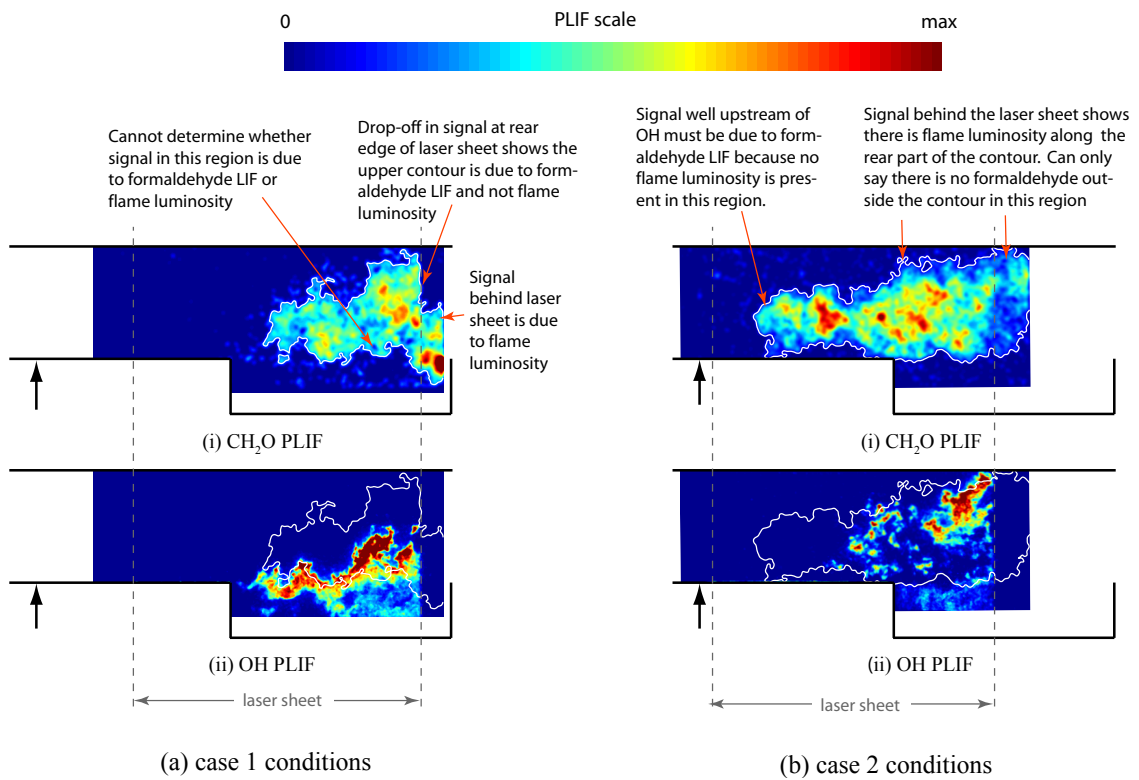 0
PLIF scale
max
Cannot determine whether
signal in this region is due
to formaldehyde LIF or
flame luminosity
Drop-off in signal at rear
edge of laser sheet shows the
upper contour is due to form-
aldehyde LIF and not flame
luminosity
Signal
behind laser
sheet is due
to flame
luminosity
(i) CH₂O PLIF
(ii) OH PLIF
laser sheet
(a) case 1 conditions
Signal well upstream of
OH must be due to form-
aldehyde LIF because no
flame luminosity is pres-
ent in this region.
Signal behind the laser sheet shows
there is flame luminosity along the
rear part of the contour. Can only
say there is no formaldehyde out-
side the contour in this region
(i) CH₂O PLIF
(ii) OH PLIF
laser sheet
(b) case 2 conditions